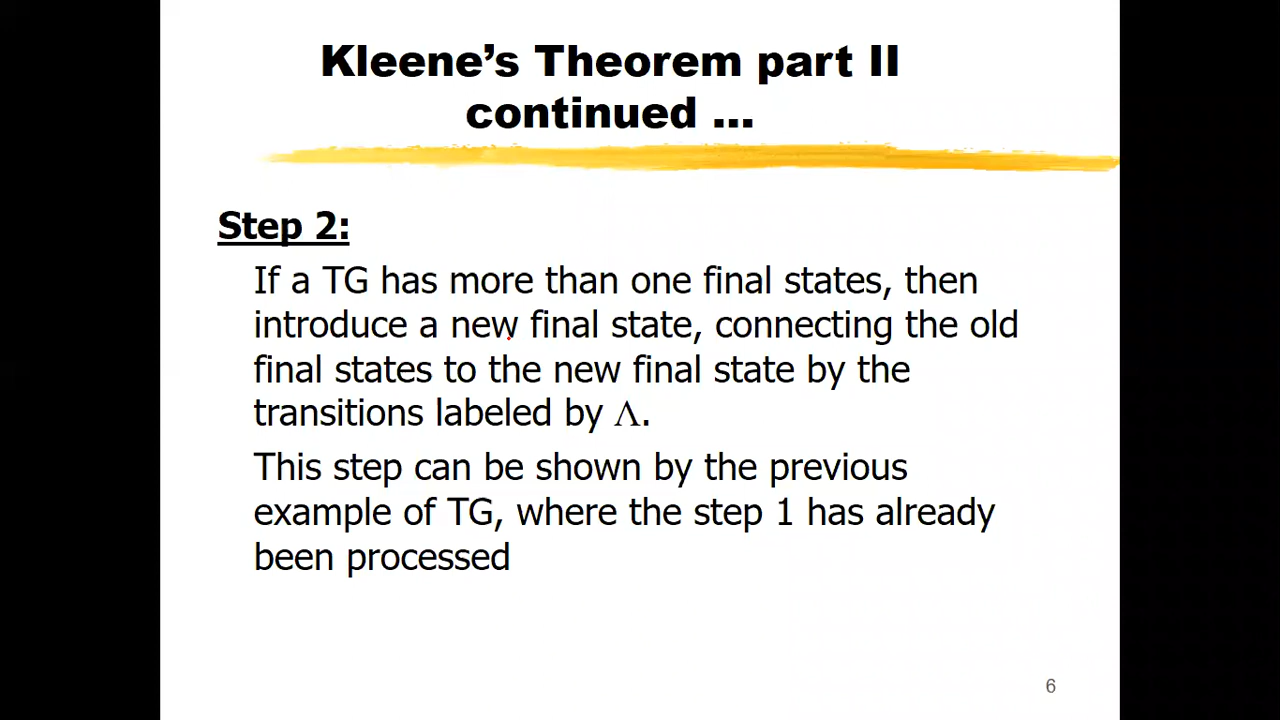 Kleene's Theorem part II
continued ...
Step 2:
If a TG has more than one final states, then
introduce a new final state, connecting the old
final states to the new final state by the
transitions labeled by Λ.
This step can be shown by the previous
example of TG, where the step 1 has already
been processed
6